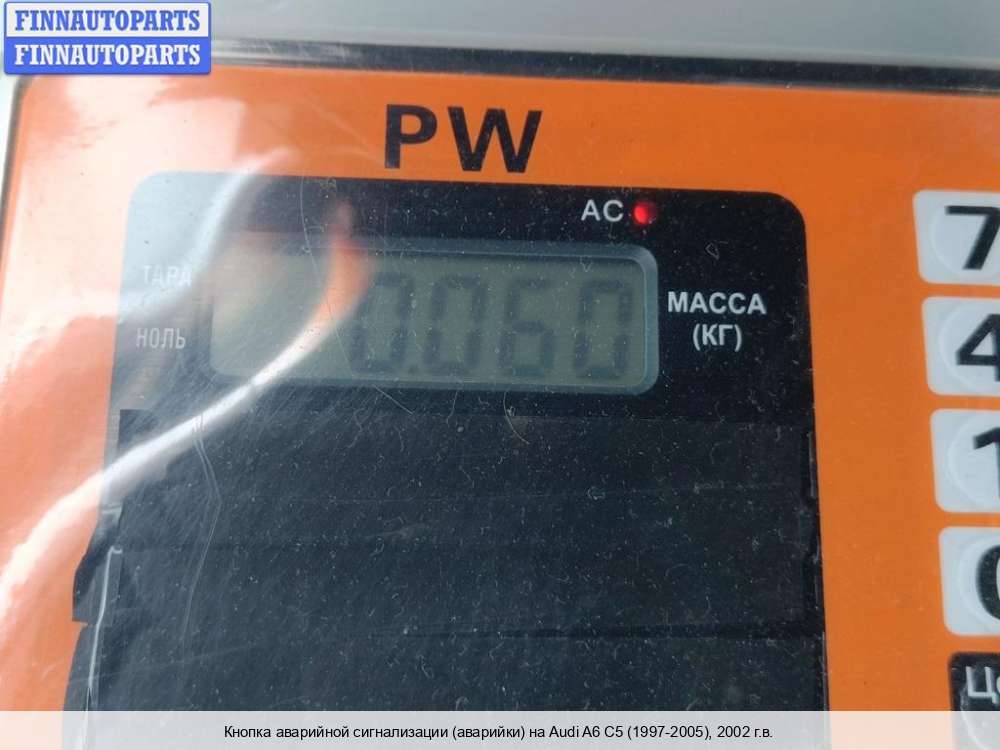 FINNAUTOPARTS
FINNAUTOPARTS
PW
AC
ТАРА
НОЛЬ
0.060
МАССА
(КГ)
7
4
1
0
Кнопка аварийной сигнализации (аварийки) на Audi A6 C5 (1997-2005), 2002 г.в.